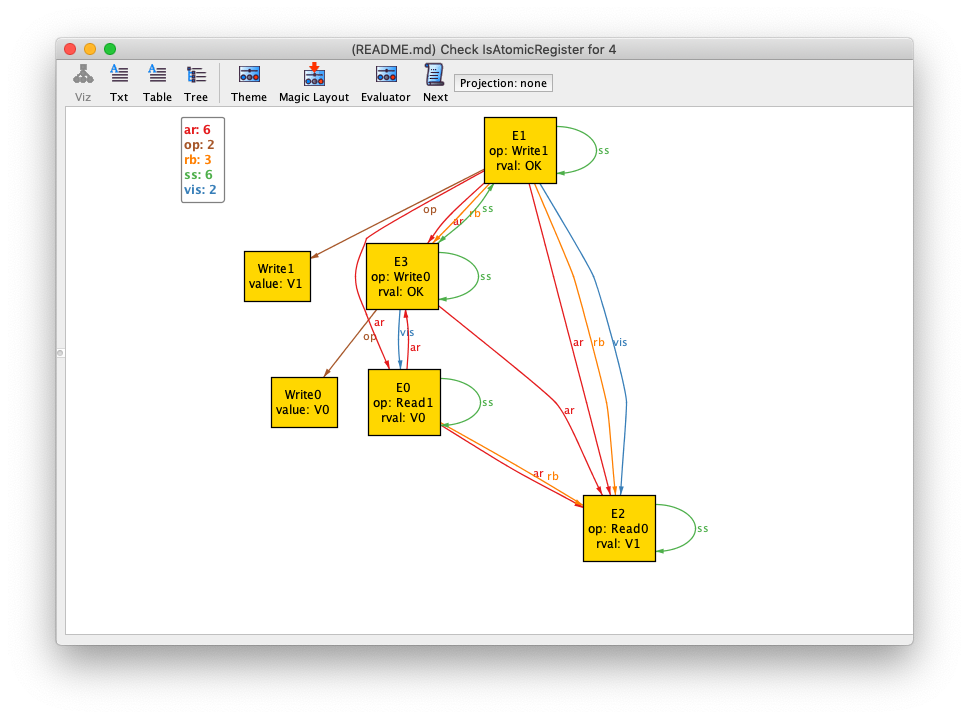 (README.md) Check IsAtomicRegister for 4
Viz Txt Table Tree Theme Magic Layout Evaluator Next Projection: none
ar: 6
op: 2
rb: 3
ss: 6
vis: 2
E1
op: Write1
rval: OK
ss
op
ar
rb
ss
Write1
value: V1
E3
op: Write0
rval: OK
ss
ar
op
vis
ar
ar
rb
vis
Write0
value: V0
E0
op: Read1
rval: V0
ss
ar
ar
rb
E2
op: Read0
rval: V1
ss